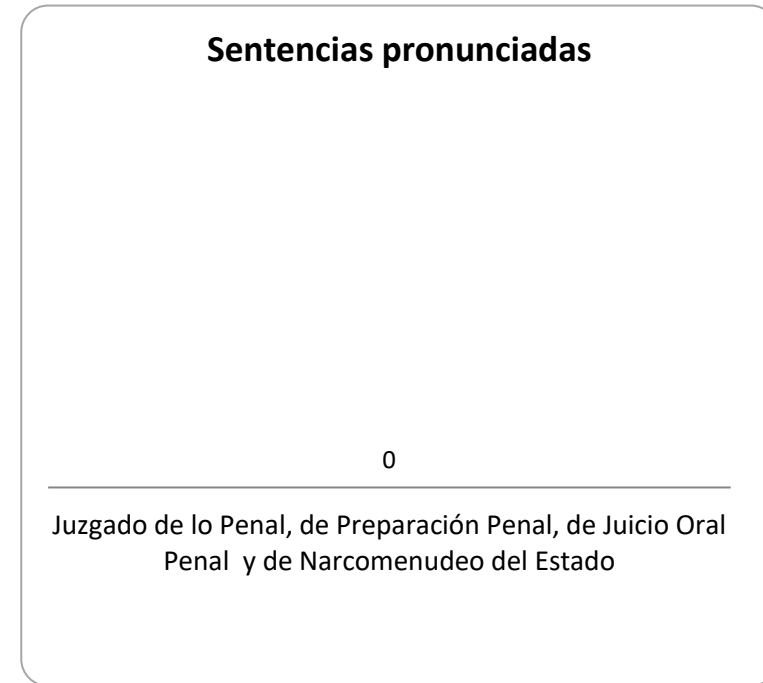 Sentencias pronunciadas
0
Juzgado de lo Penal, de Preparación Penal, de Juicio Oral
Penal  y de Narcomenudeo del Estado